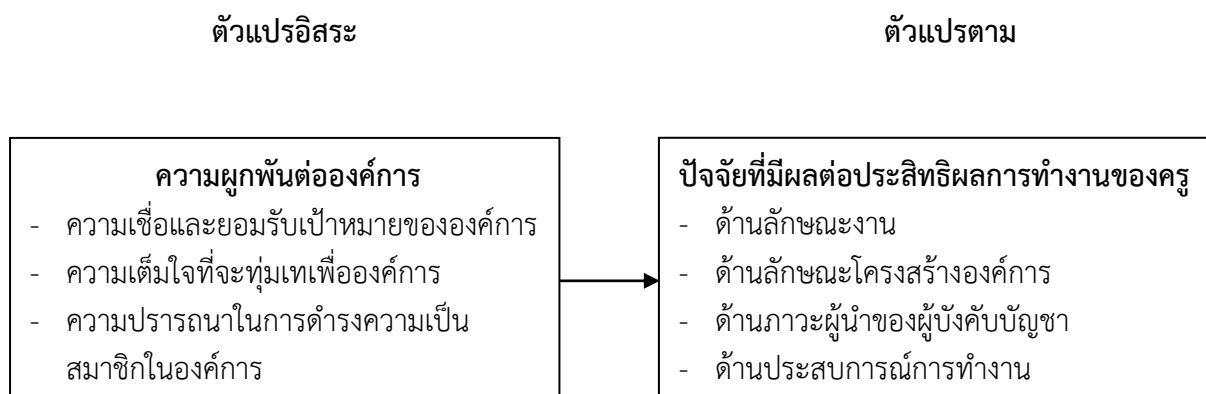 ตัวแปรอิสระ
ตัวแปรตาม
ความผูกพันต่อองค์การ
- ความเชื่อและยอมรับเป้าหมายขององค์การ
- ความเต็มใจที่จะทุ่มเทเพื่อองค์การ
- ความปรารถนาในการดำรงความเป็น
สมาชิกในองค์การ
ปัจจัยที่มีผลต่อประสิทธิผลการทำงานของครู
- ด้านลักษณะงาน
- ด้านลักษณะโครงสร้างองค์การ
- ด้านภาวะผู้นำของผู้บังคับบัญชา
- ด้านประสบการณ์การทำงาน